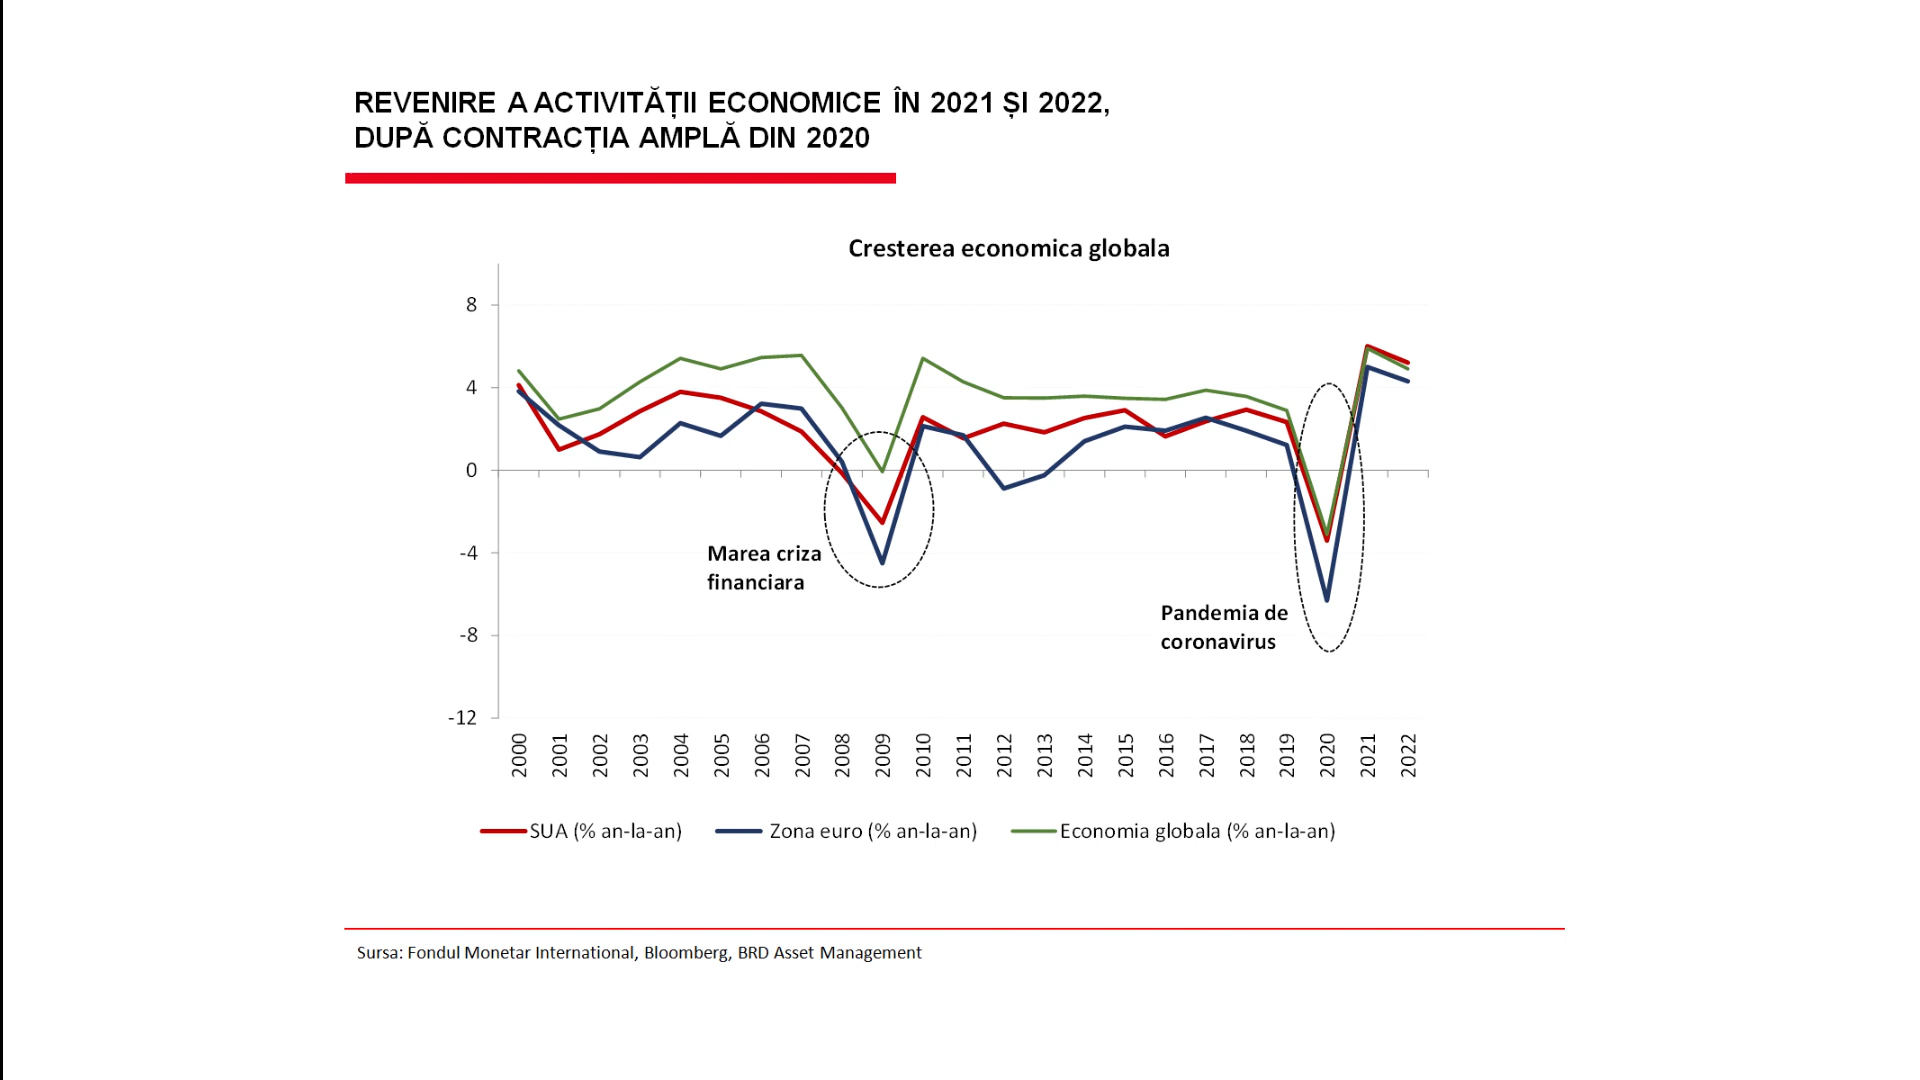 REVENIRE A ACTIVITĂȚII ECONOMICE ÎN 2021 ȘI 2022,
DUPĂ CONTRACȚIA AMPLĂ DIN 2020
Cresterea economica globala
8
4
0
-4
-8
-12
Marea criza
financiara
Pandemia de
coronavirus
2000 2001 2002 2003 2004 2005 2006 2007 2008 2009 2010 2011 2012 2013 2014 2015 2016 2017 2018 2019 2020 2021 2022
SUA (% an-la-an) Zona euro (% an-la-an) Economia globala (% an-la-an)
Sursa: Fondul Monetar International, Bloomberg, BRD Asset Management